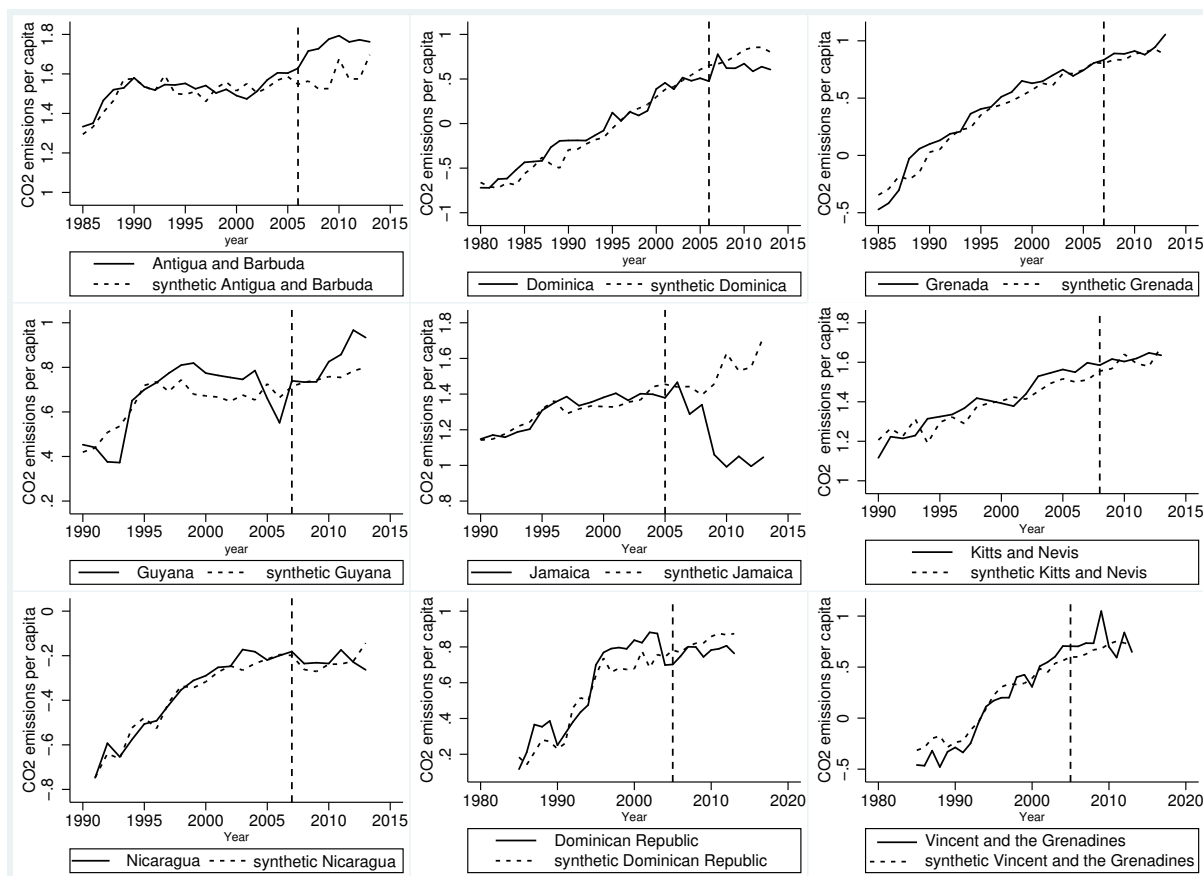 CO2 emissions per capita
1 1.2 1.4 1.6 1.8
1985 1990 1995 2000 2005 2010 2015
year
Antigua and Barbuda
synthetic Antigua and Barbuda
CO2 emissions per capita
−1 −.5 0 .5 1
1980 1985 1990 1995 2000 2005 2010 2015
year
Dominica synthetic Dominica
CO2 emissions per capita
−.5 0 .5 1
1985 1990 1995 2000 2005 2010 2015
year
Grenada synthetic Grenada
CO2 emissions per capita
.2 .4 .6 .8 1
1990 1995 2000 2005 2010 2015
year
Guyana synthetic Guyana
CO2 emissions per capita
.8 1 1.2 1.4 1.6 1.8
1990 1995 2000 2005 2010 2015
Year
Jamaica synthetic Jamaica
CO2 emissions per capita
1 1.2 1.4 1.6 1.8
1990 1995 2000 2005 2010 2015
Year
Kitts and Nevis
synthetic Kitts and Nevis
CO2 emissions per capita
−.8 −.6 −.4 −.2 0
1990 1995 2000 2005 2010 2015
Year
Nicaragua synthetic Nicaragua
CO2 emissions per capita
.2 .4 .6 .8 1
1980 1990 2000 2010 2020
Year
Dominican Republic
synthetic Dominican Republic
CO2 emissions per capita
−.5 0 .5 1
1980 1990 2000 2010 2020
Year
Vincent and the Grenadines
synthetic Vincent and the Grenadines